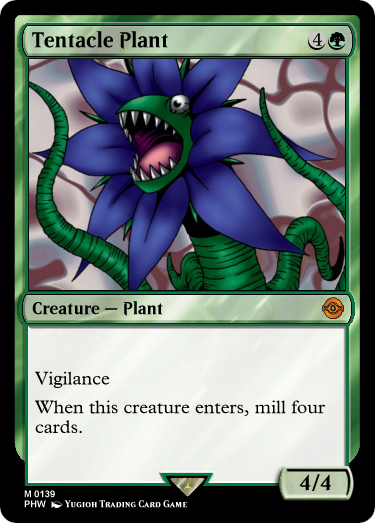 Tentacle Plant 4
Creature — Plant
Vigilance
When this creature enters, mill four
cards.
4/4
M 0139
PHW Yugioh Trading Card Game